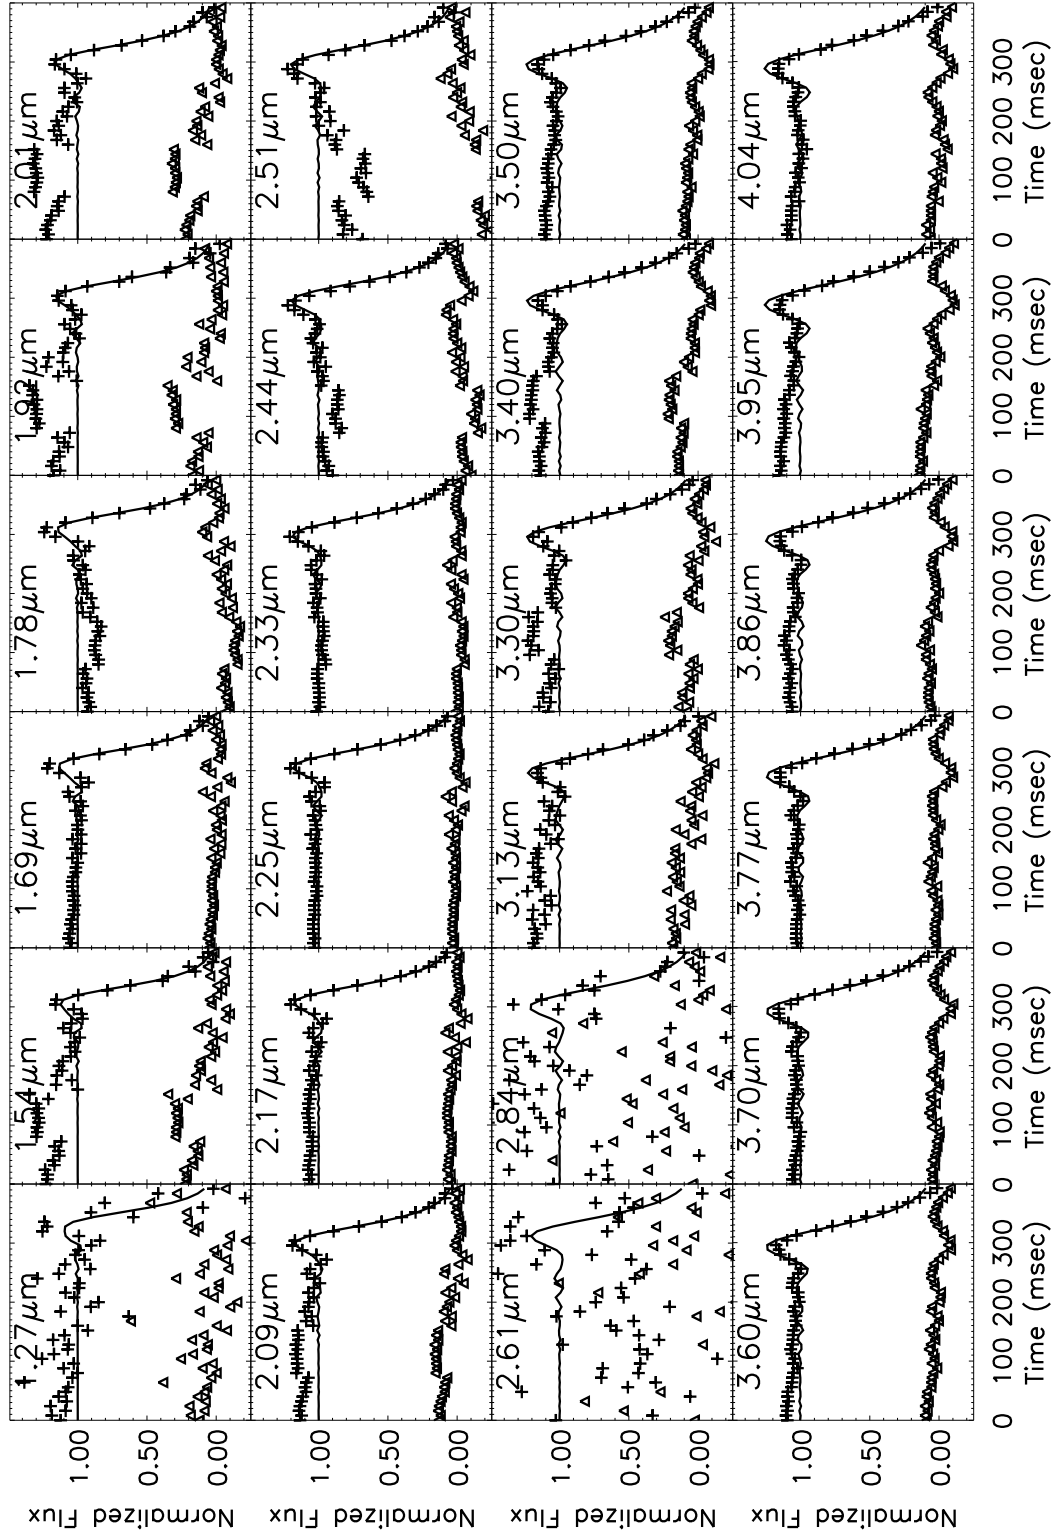 1.27μm 1.54μm 1.69μm 1.78μm 1.92μm 2.01μm
1.00
0.50
0.00
Normalized Flux
2.09μm 2.17μm 2.25μm 2.33μm 2.44μm 2.51μm
1.00
0.50
0.00
Normalized Flux
2.61μm 2.84μm 3.13μm 3.30μm 3.40μm 3.50μm
1.00
0.50
0.00
Normalized Flux
3.60μm 3.70μm 3.77μm 3.86μm 3.95μm 4.04μm
1.00
0.50
0.00
Normalized Flux
0 100 200 300 0 100 200 300 0 100 200 300 0 100 200 300 0 100 200 300 0 100 200 300
Time (msec) Time (msec) Time (msec) Time (msec) Time (msec) Time (msec)